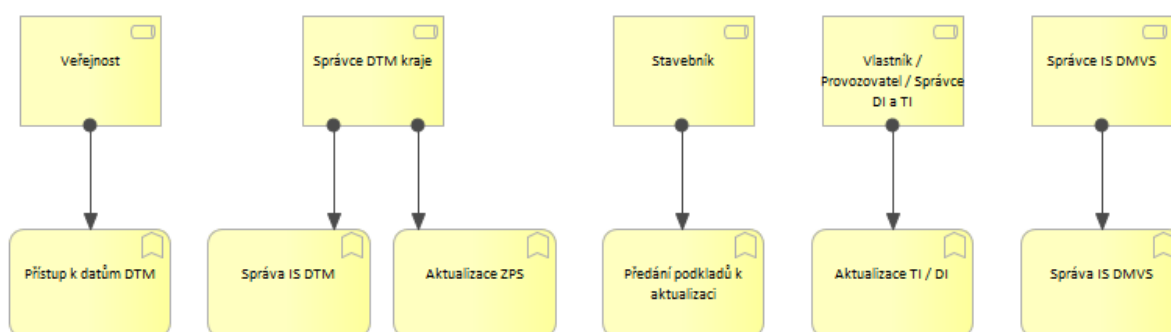 Veřejnost
Správce DTM kraje
Stavebník
Vlastník /
Provozovatel / Správce
DI a TI
Správce IS DMVS
Přístup k datům DTM
Správa IS DTM
Aktualizace ZPS
Předání podkladů k
aktualizaci
Aktualizace TI / DI
Správa IS DMVS